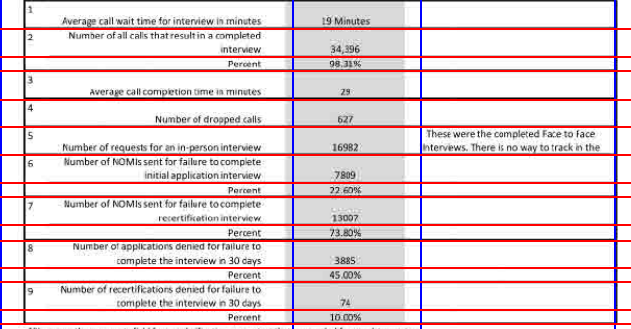 1
Average call wait time for interview in minutes 19 Minutes
2 Number of all calls that result in a completed
interview 34,396
Percent 98.31%
3
Average call completion time in minutes 29
4
Number of dropped calls 627
5 These were the completed Face to Face
Number of requests for an in-person interview 16982 Interviews. There is no way to track in the
6 Number of NOMIs sent for failure to complete
initial application interview 7809
Percent 22.60%
7 Number of NOMIs sent for failure to complete
recertification interview 13007
Percent 73.80%
8 Number of applications denied for failure to
complete the interview in 30 days 3885
Percent 45.00%
9 Number of recertifications denied for failure to
complete the interview in 30 days 74
Percent 10.00%